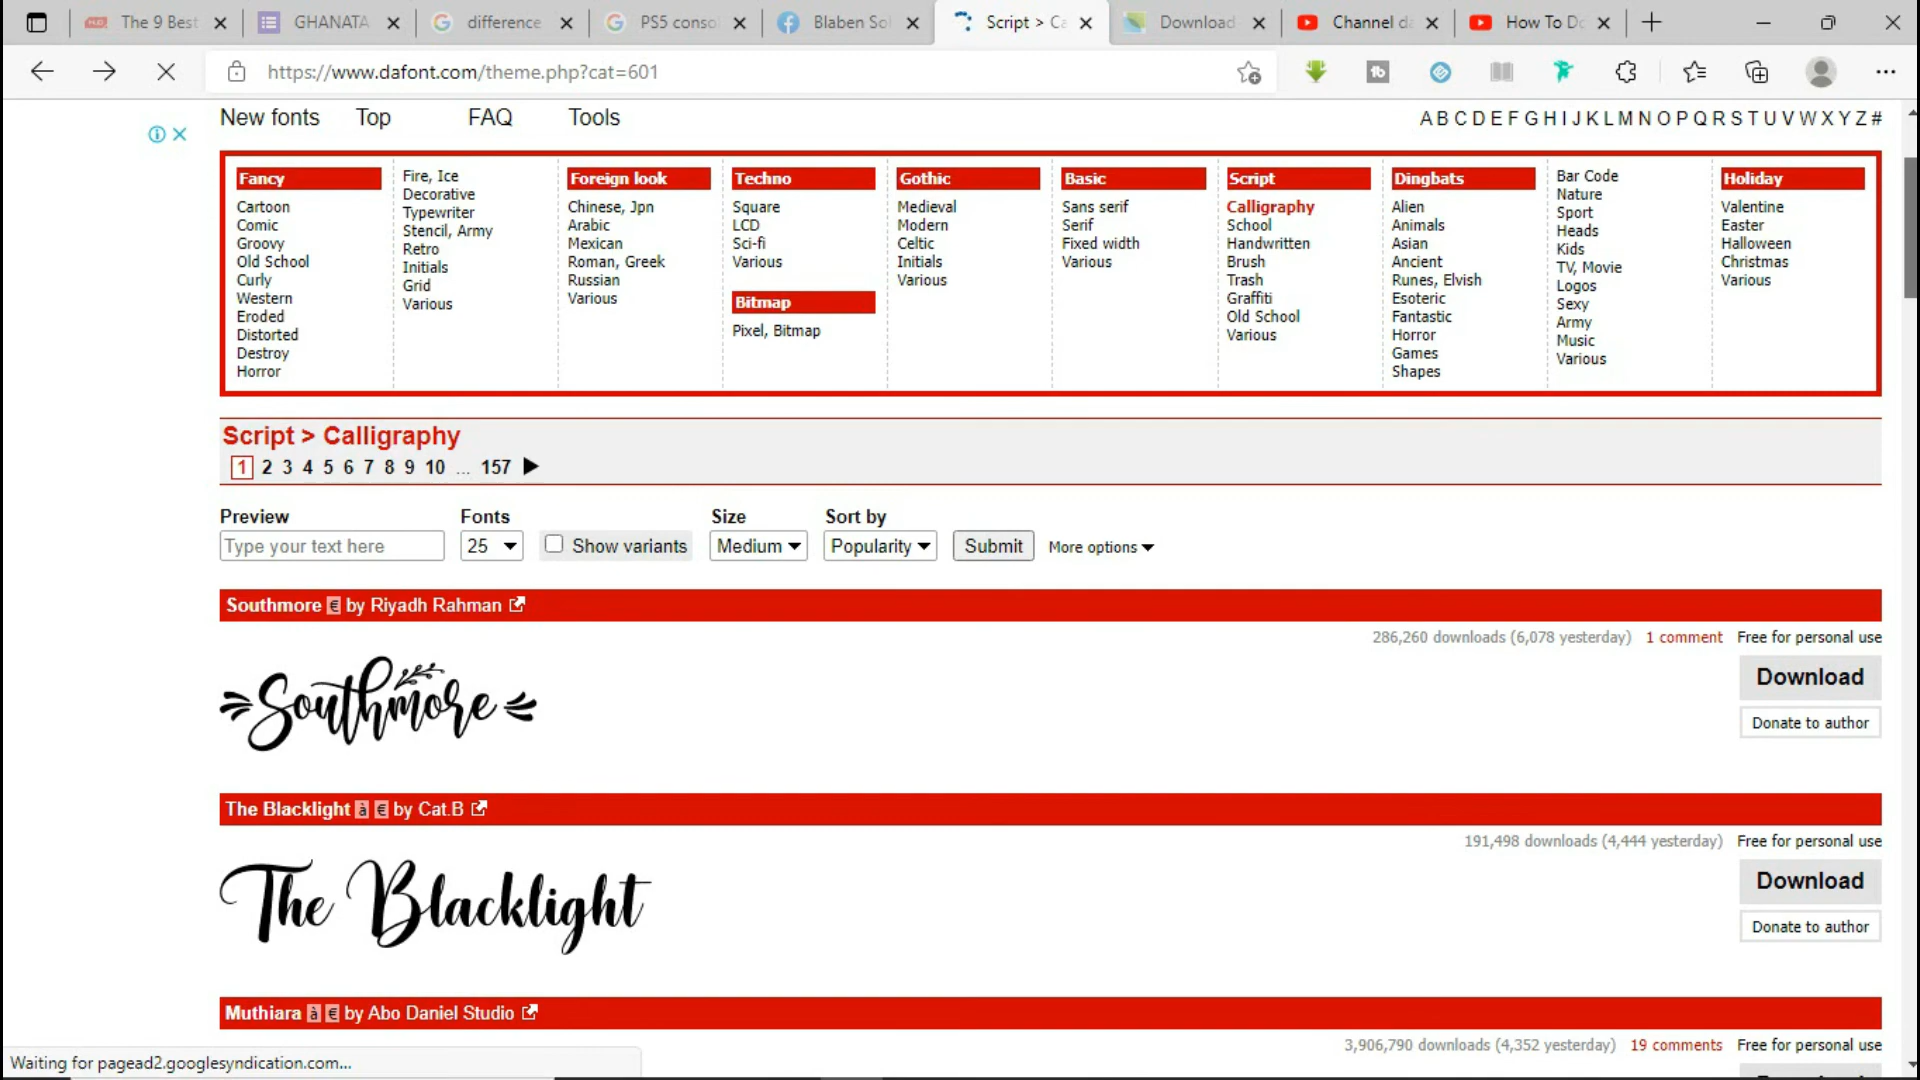 The 9 Best
GHANATA
difference
PS5 conso
Blaben Sol
Script > Ca
Download
Channel da
How To Do
https://www.dafont.com/theme.php?cat=601
New fonts Top FAQ Tools
A B C D E F G H I J K L M N O P Q R S T U V W X Y Z #
Fancy
Cartoon
Comic
Groovy
Old School
Curly
Western
Eroded
Distorted
Destroy
Horror
Fire, Ice
Decorative
Typewriter
Stencil, Army
Retro
Initials
Grid
Various
Foreign look
Chinese, Jpn
Arabic
Mexican
Roman, Greek
Russian
Various
Techno
Square
LCD
Sci-fi
Various
Bitmap
Pixel, Bitmap
Gothic
Medieval
Modern
Celtic
Initials
Various
Basic
Sans serif
Serif
Fixed width
Various
Script
Calligraphy
School
Handwritten
Brush
Trash
Graffiti
Old School
Various
Dingbats
Alien
Animals
Asian
Ancient
Runes, Elvish
Esoteric
Fantastic
Horror
Games
Shapes
Bar Code
Nature
Sport
Heads
Kids
TV, Movie
Logos
Sexy
Army
Music
Various
Holiday
Valentine
Easter
Halloween
Christmas
Various
Script > Calligraphy
1 2 3 4 5 6 7 8 9 10 ... 157
Preview Fonts Size Sort by
Type your text here 25 Show variants Medium Popularity Submit More options
Southmore € by Riyadh Rahman
286,260 downloads (6,078 yesterday) 1 comment Free for personal use
Southmore
Download
Donate to author
The Blacklight à € by Cat.B
191,498 downloads (4,444 yesterday) Free for personal use
The Blacklight
Download
Donate to author
Muthiara à € by Abo Daniel Studio
3,906,790 downloads (4,352 yesterday) 19 comments Free for personal use
Waiting for pagead2.googlesyndication.com...